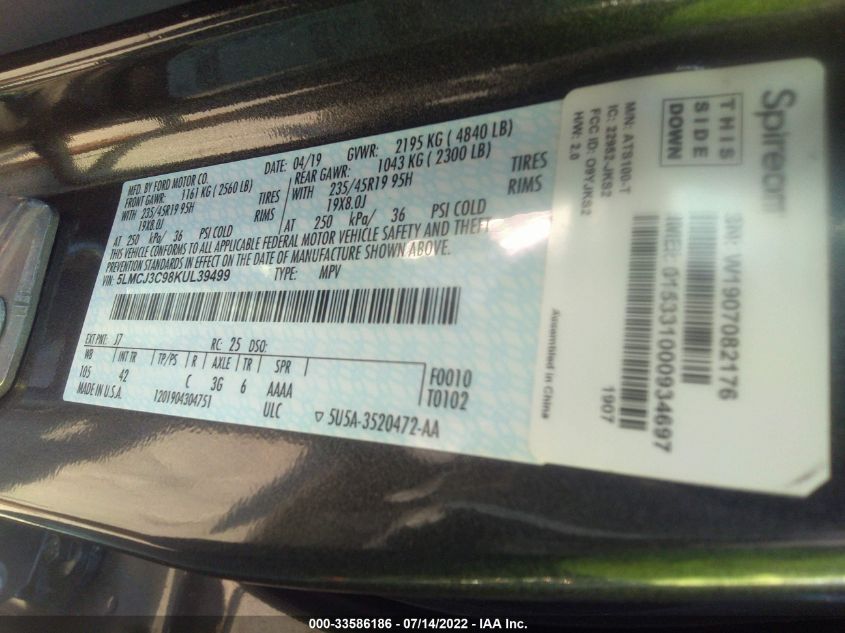 MFD. BY FORD MOTOR CO.
DATE: 04/19 GVWR: 2195 KG ( 4840 LB)
FRONT GAWR: 1161 KG ( 2560 LB)
REAR GAWR: 1043 KG ( 2300 LB)
WITH 235/45R19 95H TIRES
WITH 235/45R19 95H TIRES
19X8.0J RIMS
19X8.0J RIMS
AT 250 kPa/ 36 PSI COLD
AT 250 kPa/ 36 PSI COLD
THIS VEHICLE CONFORMS TO ALL APPLICABLE FEDERAL MOTOR VEHICLE SAFETY AND THEFT
PREVENTION STANDARDS IN EFFECT ON THE DATE OF MANUFACTURE SHOWN ABOVE.
VIN: 5LMCJ3C98KUL39499 TYPE: MPV
EXT PNT: J7 RC: 25 DSO:
WB INT TR TP/PS R AXLE TR SPR
105 42 C 3G 6 AAAA
F0010
T0102
MADE IN U.S.A. 1201904304751 ULC
5U5A-3520472-AA
Spireon
THIS
SIDE
DOWN
M/N: ATS100-T
IC: 22952-JKS2
FCC ID: O9YJKS2
H/W: 2.0
S/N: W1907082176
IMEI: 015331000934697
1907
Assembled in China
000-33586186 - 07/14/2022 - IAA Inc.